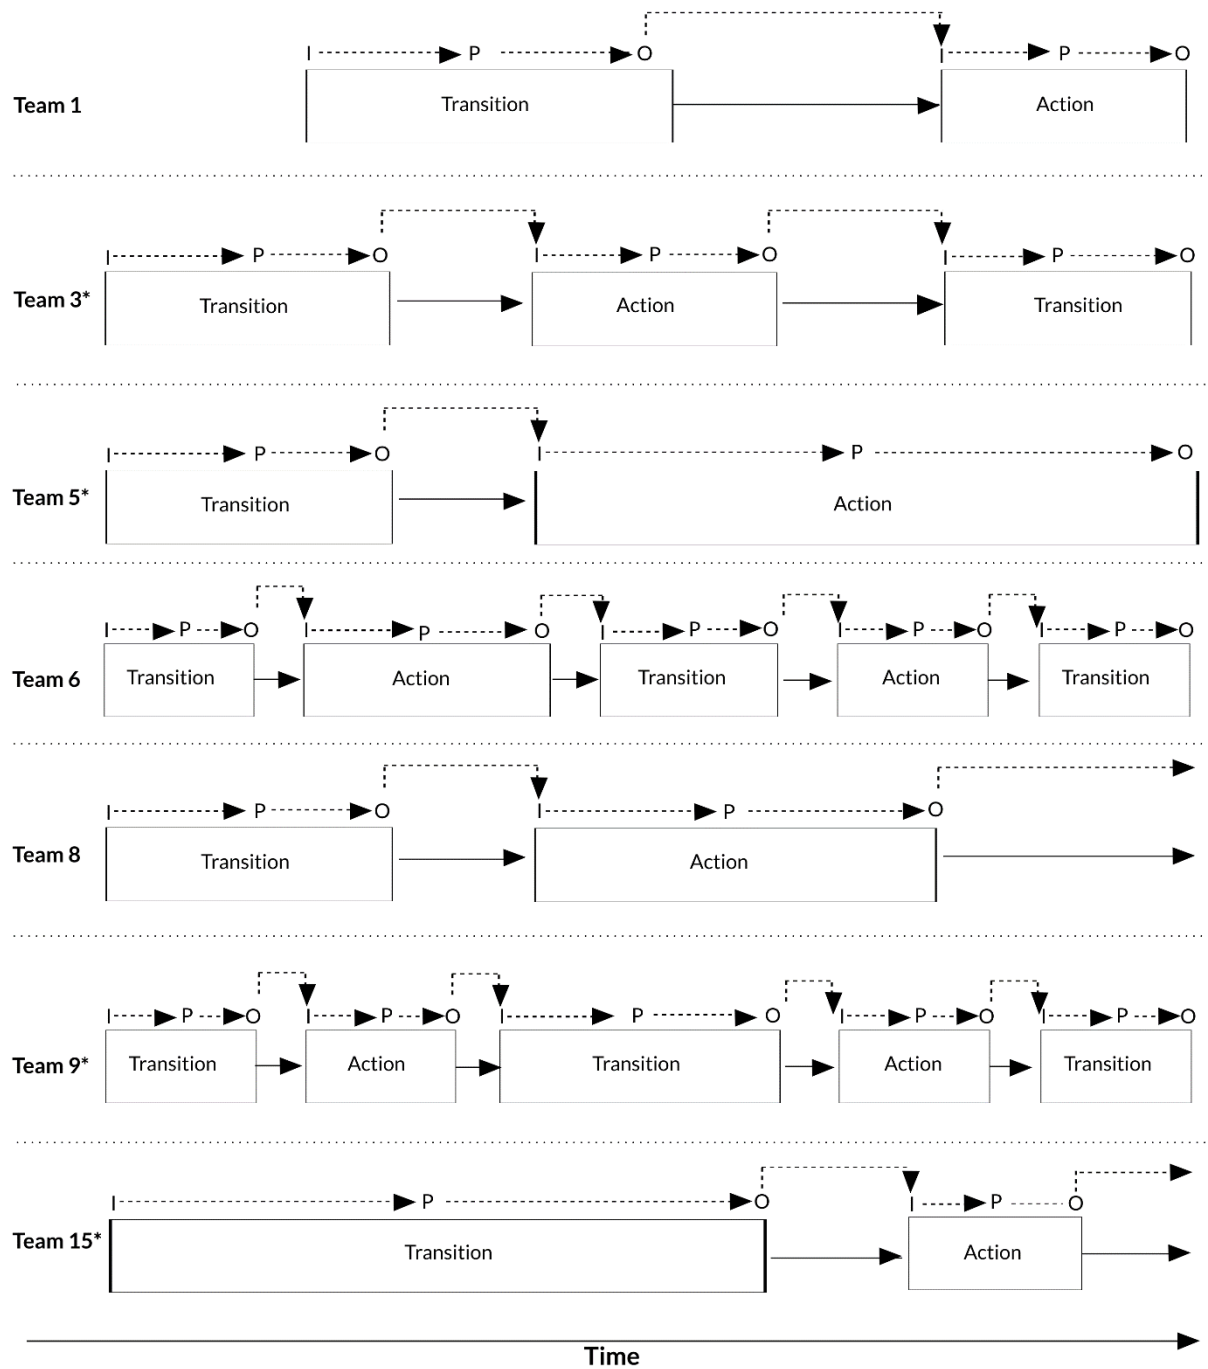 I P O I P O
Team 1 Transition Action
I P O I P O I P O
Team 3* Transition Action Transition
I P O I P O
Team 5* Transition Action
I P O I P O I P O I P O I P O
Team 6 Transition Action Transition Action Transition
I P O I P O
Team 8 Transition Action
I P O I P O I P O I P O I P O
Team 9* Transition Action Transition Action Transition
I P O I P O
Team 15* Transition Action
Time